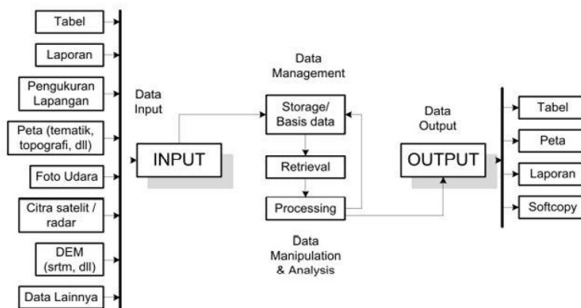 Tabel
Laporan
Pengukuran
Lapangan
Peta (tematik,
topografi, dll)
Foto Udara
Citra satelit /
radar
DEM
(srtm, dll)
Data Lainnya
Data
Input
INPUT
Data
Management
Storage/
Basis data
Retrieval
Processing
Data
Manipulation
& Analysis
Data
Output
OUTPUT
Tabel
Peta
Laporan
Softcopy